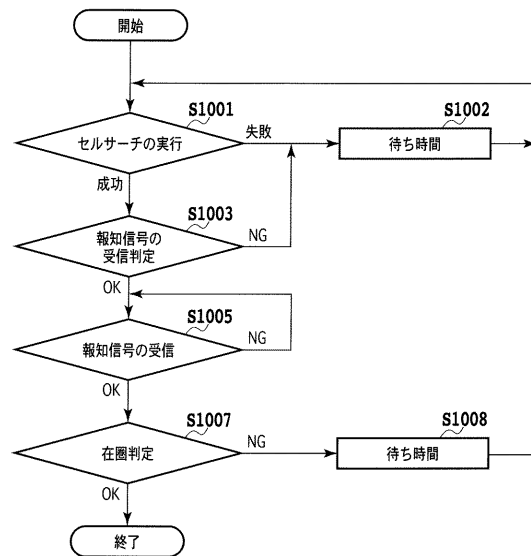 開始
S1001
セルサーチの実行
失敗
S1002
待ち時間
成功
S1003
報知信号の
受信判定
NG
OK
S1005
報知信号の受信
NG
OK
S1007
在圏判定
NG
S1008
待ち時間
OK
終了